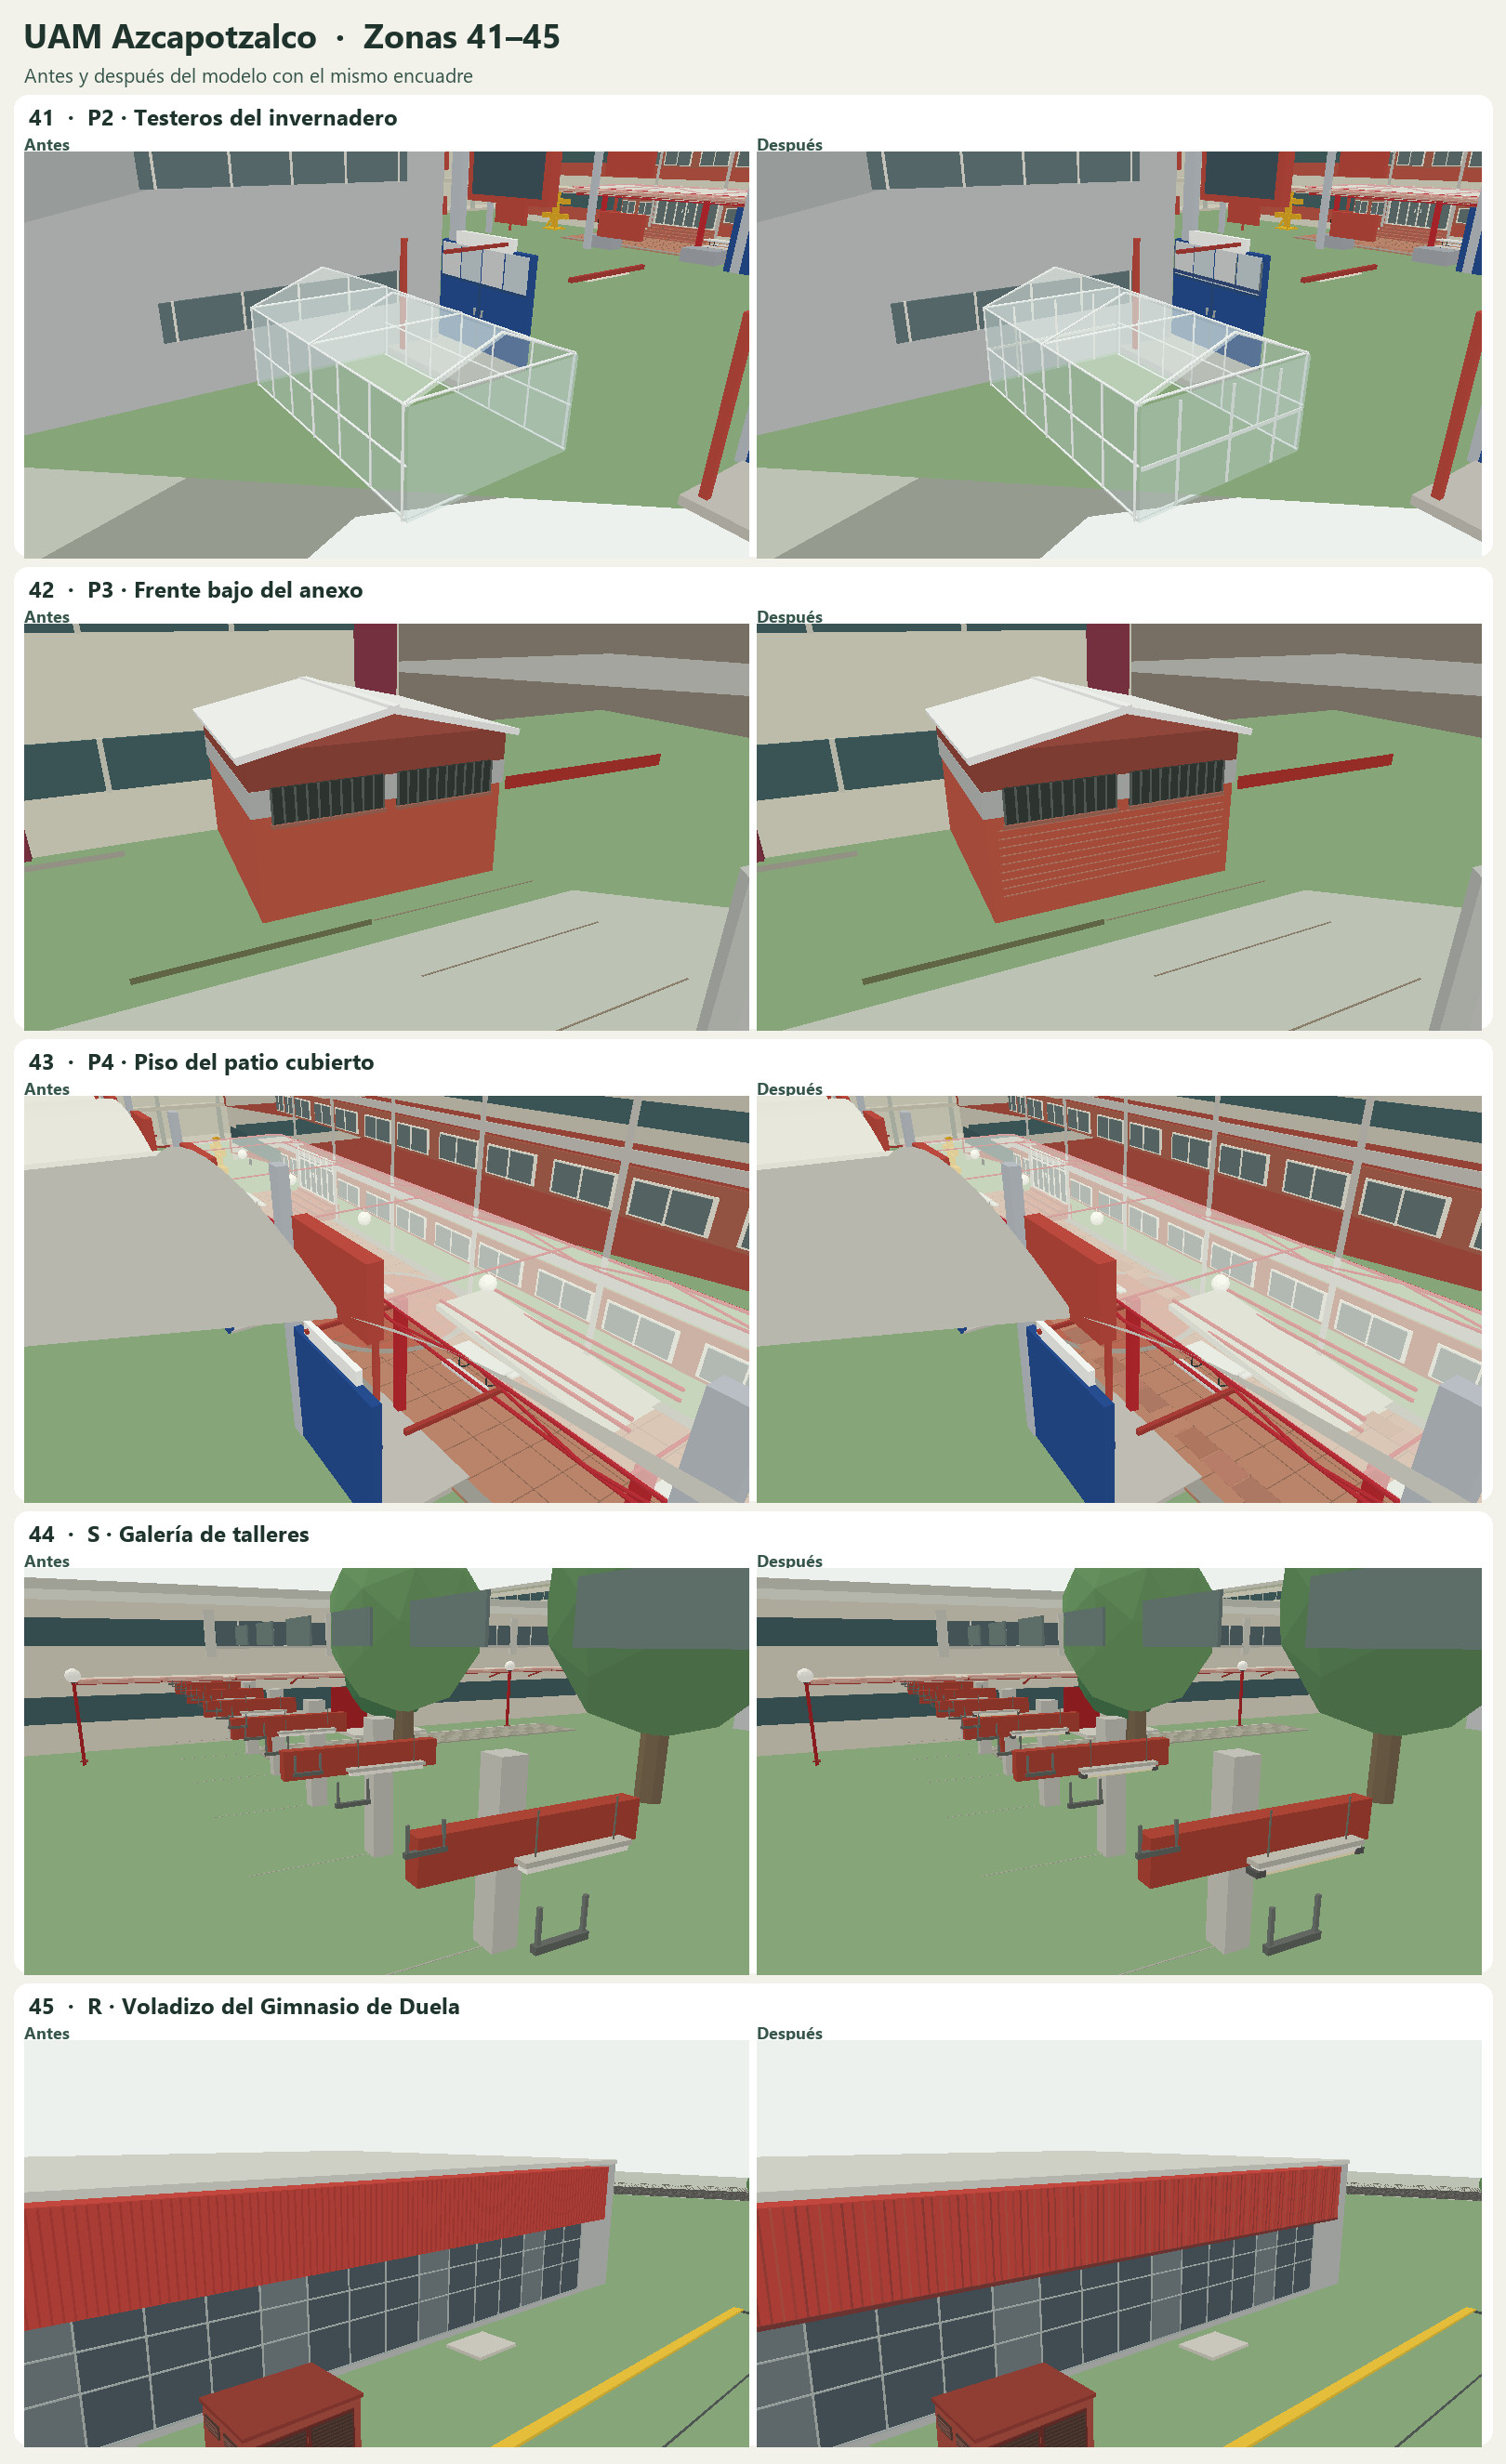 UAM Azcapotzalco · Zonas 41–45
Antes y después del modelo con el mismo encuadre
41 · P2 · Testeros del invernadero
Antes Después
42 · P3 · Frente bajo del anexo
Antes Después
43 · P4 · Piso del patio cubierto
Antes Después
44 · S · Galería de talleres
Antes Después
45 · R · Voladizo del Gimnasio de Duela
Antes Después